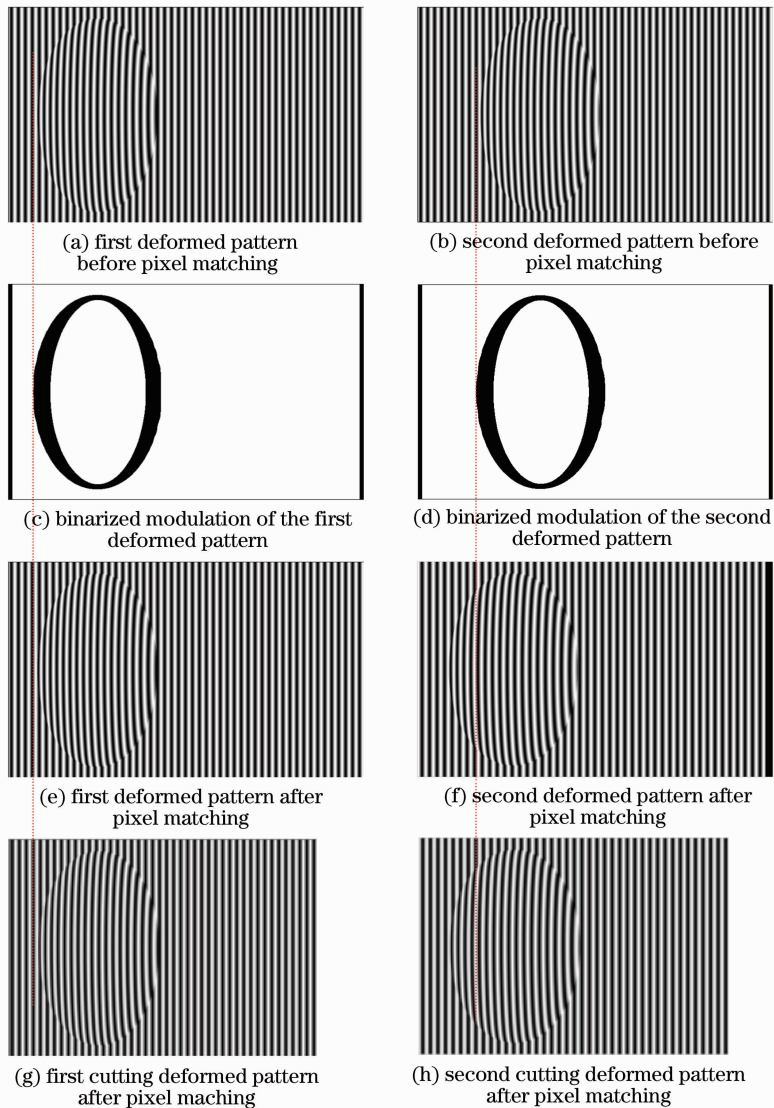 (a) first deformed pattern
before pixel matching
(b) second deformed pattern before
pixel matching
(c) binarized modulation of the first
deformed pattern
(d) binarized modulation of the second
deformed pattern
(e) first deformed pattern after
pixel matching
(f) second deformed pattern after
pixel matching
(g) first cutting deformed pattern
after pixel maching
(h) second cutting deformed pattern
after pixel matching